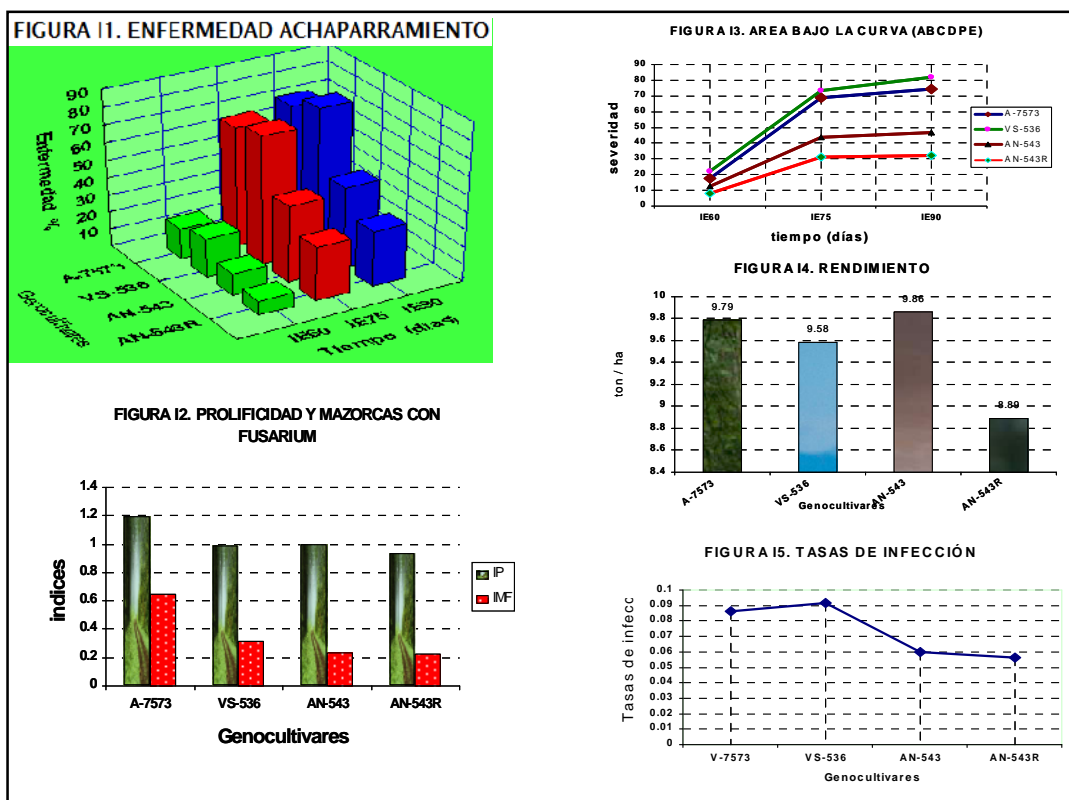 FIGURA I1. ENFERMEDAD ACHAPARRAMIENTO
90
80
70
60
50
40
30
20
10
Enfermedad %
A-7573
VS-536
AN-543
AN-543R
Genocultivares
IE60
IE75
IE90
Tiempo (días)
FIGURA I2. PROLIFICIDAD Y MAZORCAS CON
FUSARIUM
1.4
1.2
1
0.8
0.6
0.4
0.2
0
indices
A-7573
VS-536
AN-543
AN-543R
Genocultivares
IP
IMF
FIGURA I3. AREA BAJO LA CURVA (ABCDPE)
90
80
70
60
50
40
30
20
10
0
severidad
IE60
IE75
IE90
tiempo (días)
A-7573
VS-536
AN-543
AN-543R
FIGURA I4. RENDIMIENTO
10
9.8
9.6
9.4
9.2
9
8.8
8.6
8.4
ton / ha
9.79
9.58
9.86
8.89
A-7573
VS-536
AN-543
AN-543R
Genocultivares
FIGURA I5. TASAS DE INFECCIÓN
0.1
0.09
0.08
0.07
0.06
0.05
0.04
0.03
0.02
0.01
0
Tasas de infecc
V-7573
VS-536
AN-543
AN-543R
Genocultivares